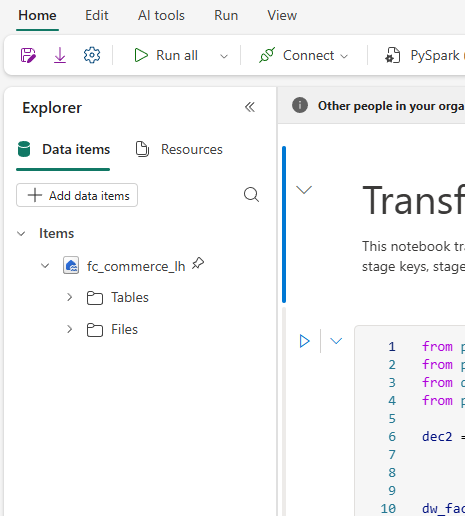 Home Edit AI tools Run View
Run all Connect PySpark
Explorer
Other people in your orga
Data items Resources
Add data items
Items
fc_commerce_lh
Tables
Files
Transf
This notebook tra
stage keys, stage
1 from p
2 from p
3 from
4 from p
5
6 dec2 =
7
8
9
10 dw_fac